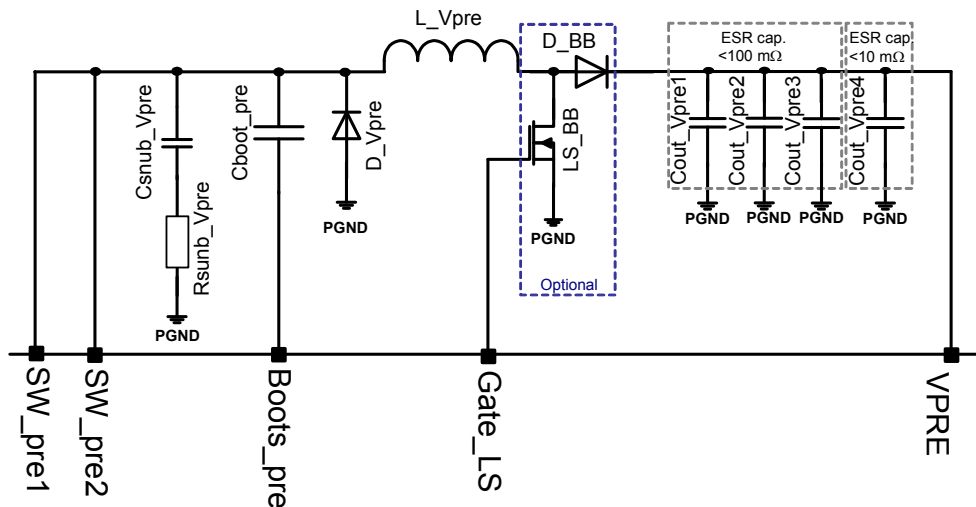 L_Vpre
D_BB
ESR cap.
<100 mΩ
ESR cap
<10 mΩ
Csnub_Vpre
Rsunb_Vpre
PGND
Cboot_pre
D_Vpre
PGND
LS_BB
PGND
Optional
Cout_Vpre1
Cout_Vpre2
Cout_Vpre3
Cout_Vpre4
PGND
PGND
PGND
PGND
SW_pre1
SW_pre2
Boots_pre
Gate_LS
VPRE